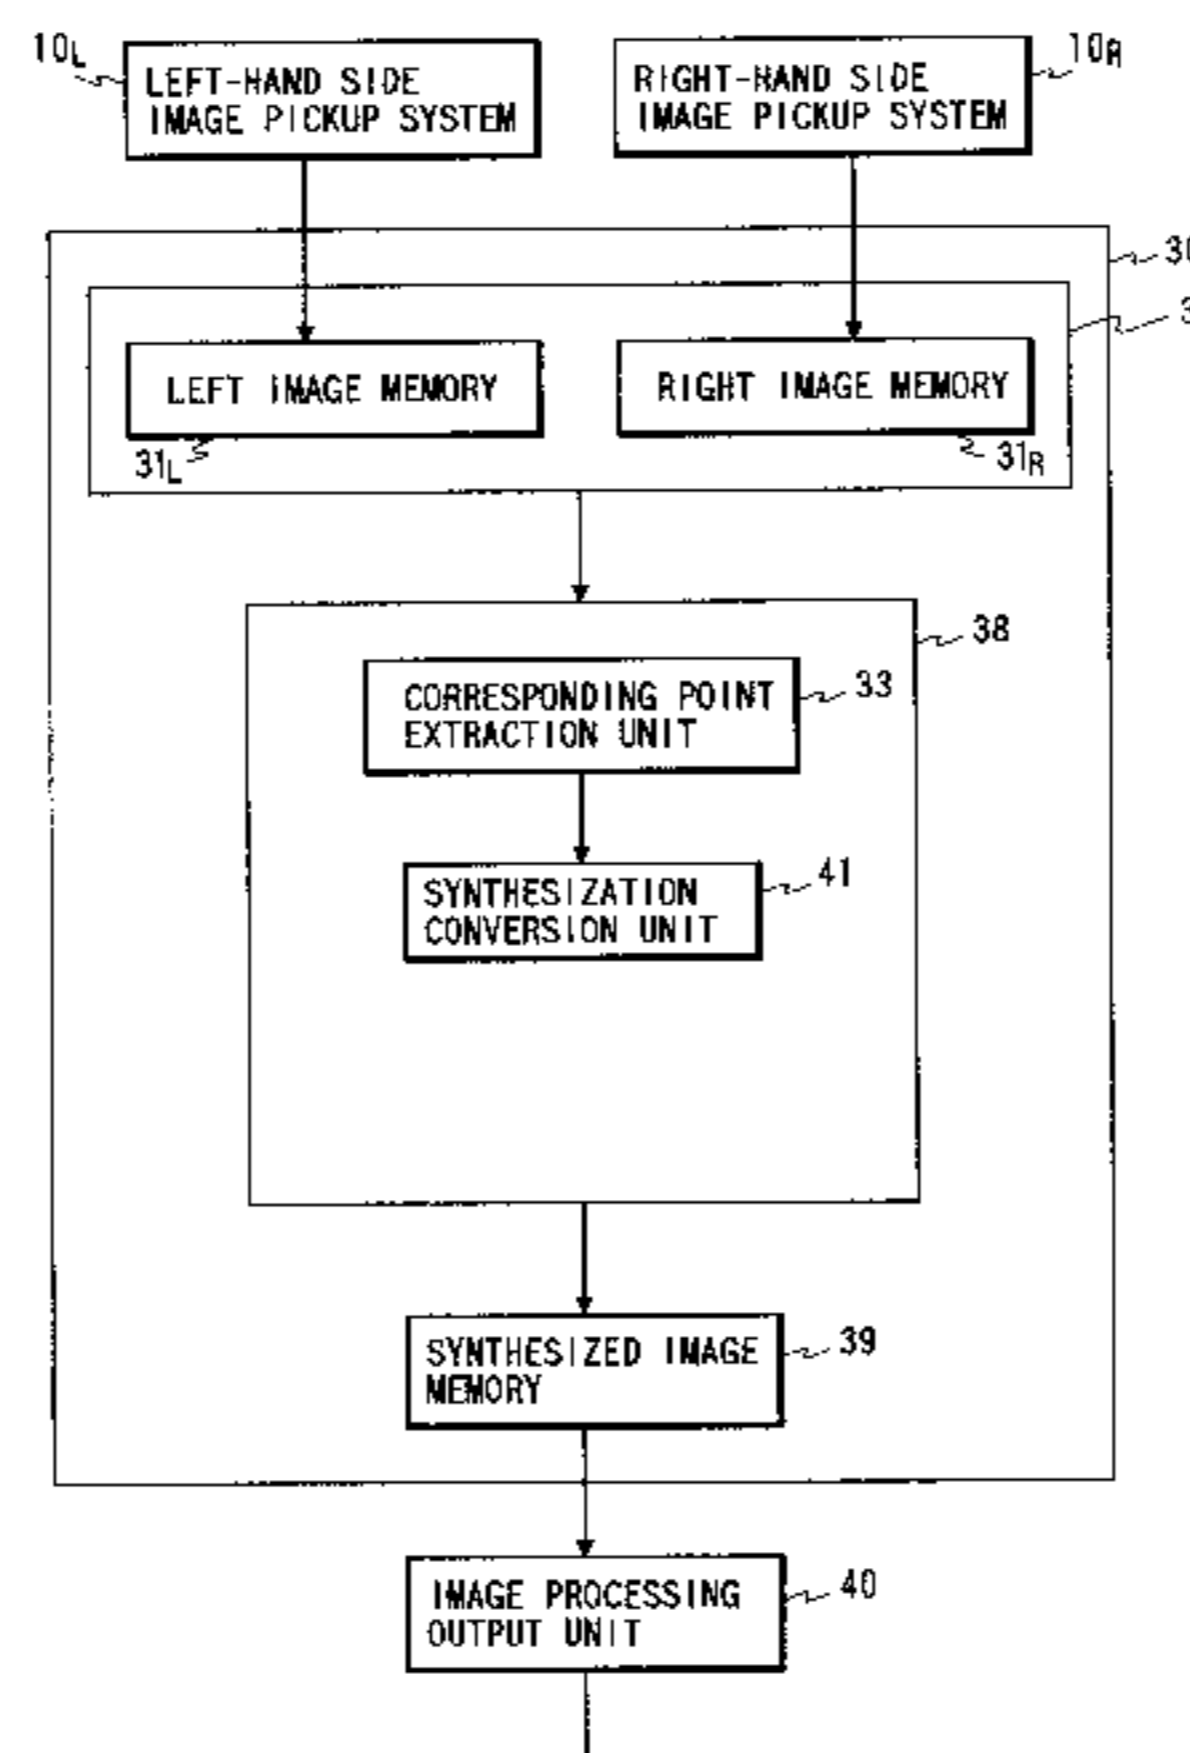 10L
LEFT-HAND SIDE
IMAGE PICKUP SYSTEM
RIGHT-HAND SIDE
IMAGE PICKUP SYSTEM
10R
LEFT IMAGE MEMORY
RIGHT IMAGE MEMORY
31L
31R
38
CORRESPONDING POINT
EXTRACTION UNIT
33
SYNTHESIZATION
CONVERSION UNIT
41
SYNTHESIZED IMAGE
MEMORY
39
IMAGE PROCESSING
OUTPUT UNIT
40